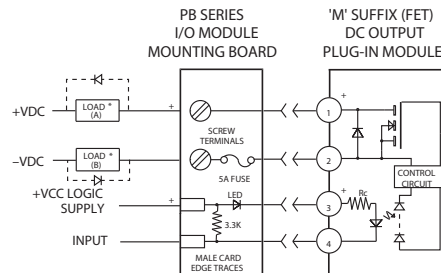 PB SERIES
I/O MODULE
MOUNTING BOARD
'M' SUFFIX (FET)
DC OUTPUT
PLUG-IN MODULE
+VDC
LOAD *
(A)
+
SCREW
TERMINALS
+
1
–VDC
LOAD *
(B)
5A FUSE
2
CONTROL
CIRCUIT
+VCC LOGIC
SUPPLY
+
LED
3
+
Rc
3.3K
INPUT
4
MALE CARD
EDGE TRACES